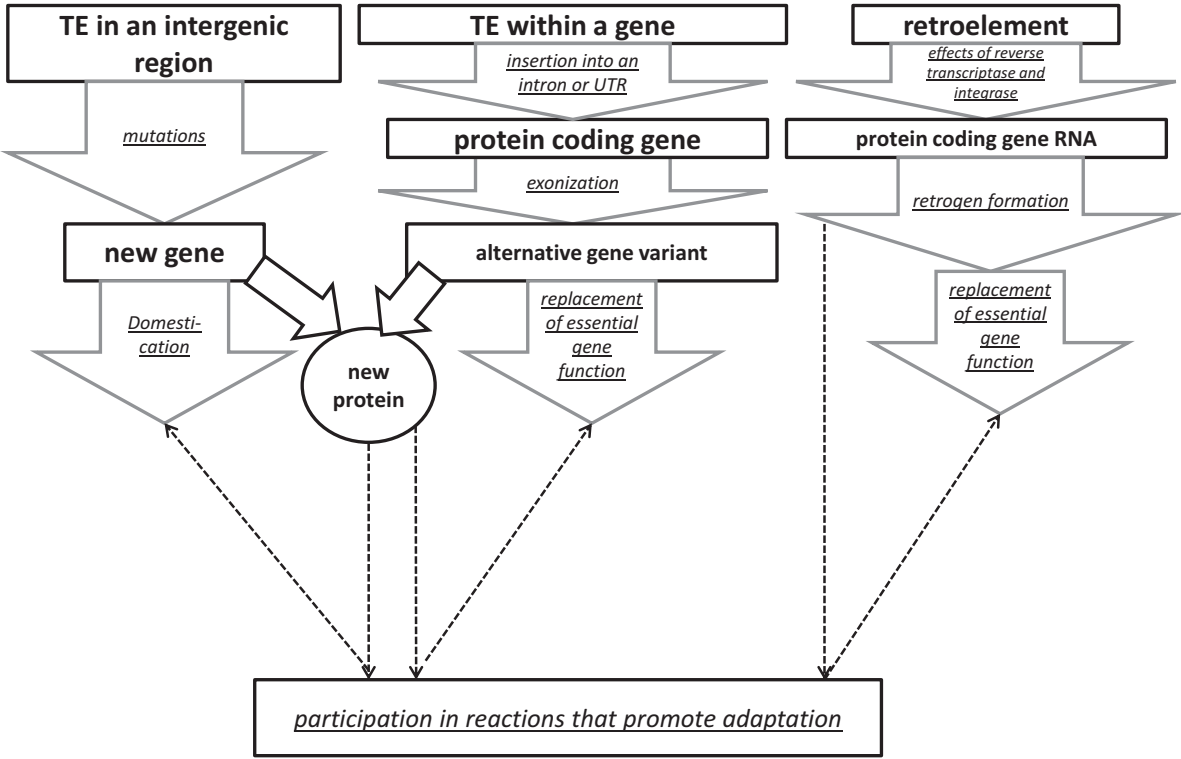 TE in an intergenic
region
mutations
new gene
Domesti-
cation
TE within a gene
insertion into an
intron or UTR
protein coding gene
exonization
alternative gene variant
replacement
of essential
gene
function
new
protein
retroelement
effects of reverse
transcriptase and
integrase
protein coding gene RNA
retrogen formation
replacement
of essential
gene
function
participation in reactions that promote adaptation